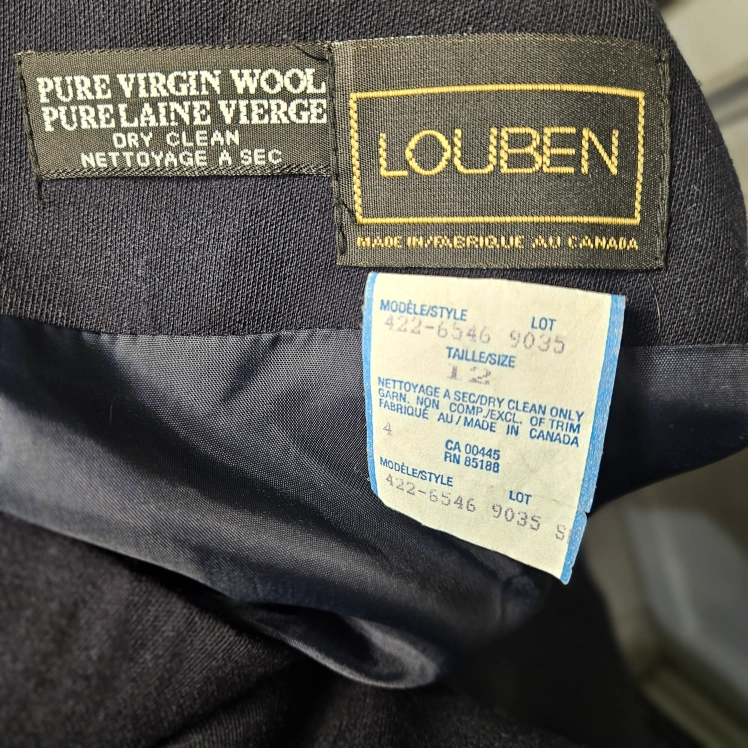 PURE VIRGIN WOOL
PURE LAINE VIERGE
DRY CLEAN
NETTOYAGE A SEC
LOUBEN
MADE IN/FABRIQUE AU CANADA
MODÈLE/STYLE LOT
422-6546 9035
TAILLE/SIZE
12
NETTOYAGE A SEC/DRY CLEAN ONLY
GARN. NON COMP./EXCL. OF TRIM
FABRIQUÉ AU/MADE IN CANADA
4
CA 00445
RN 85188
MODÈLE/STYLE LOT
422-6546 9035 S